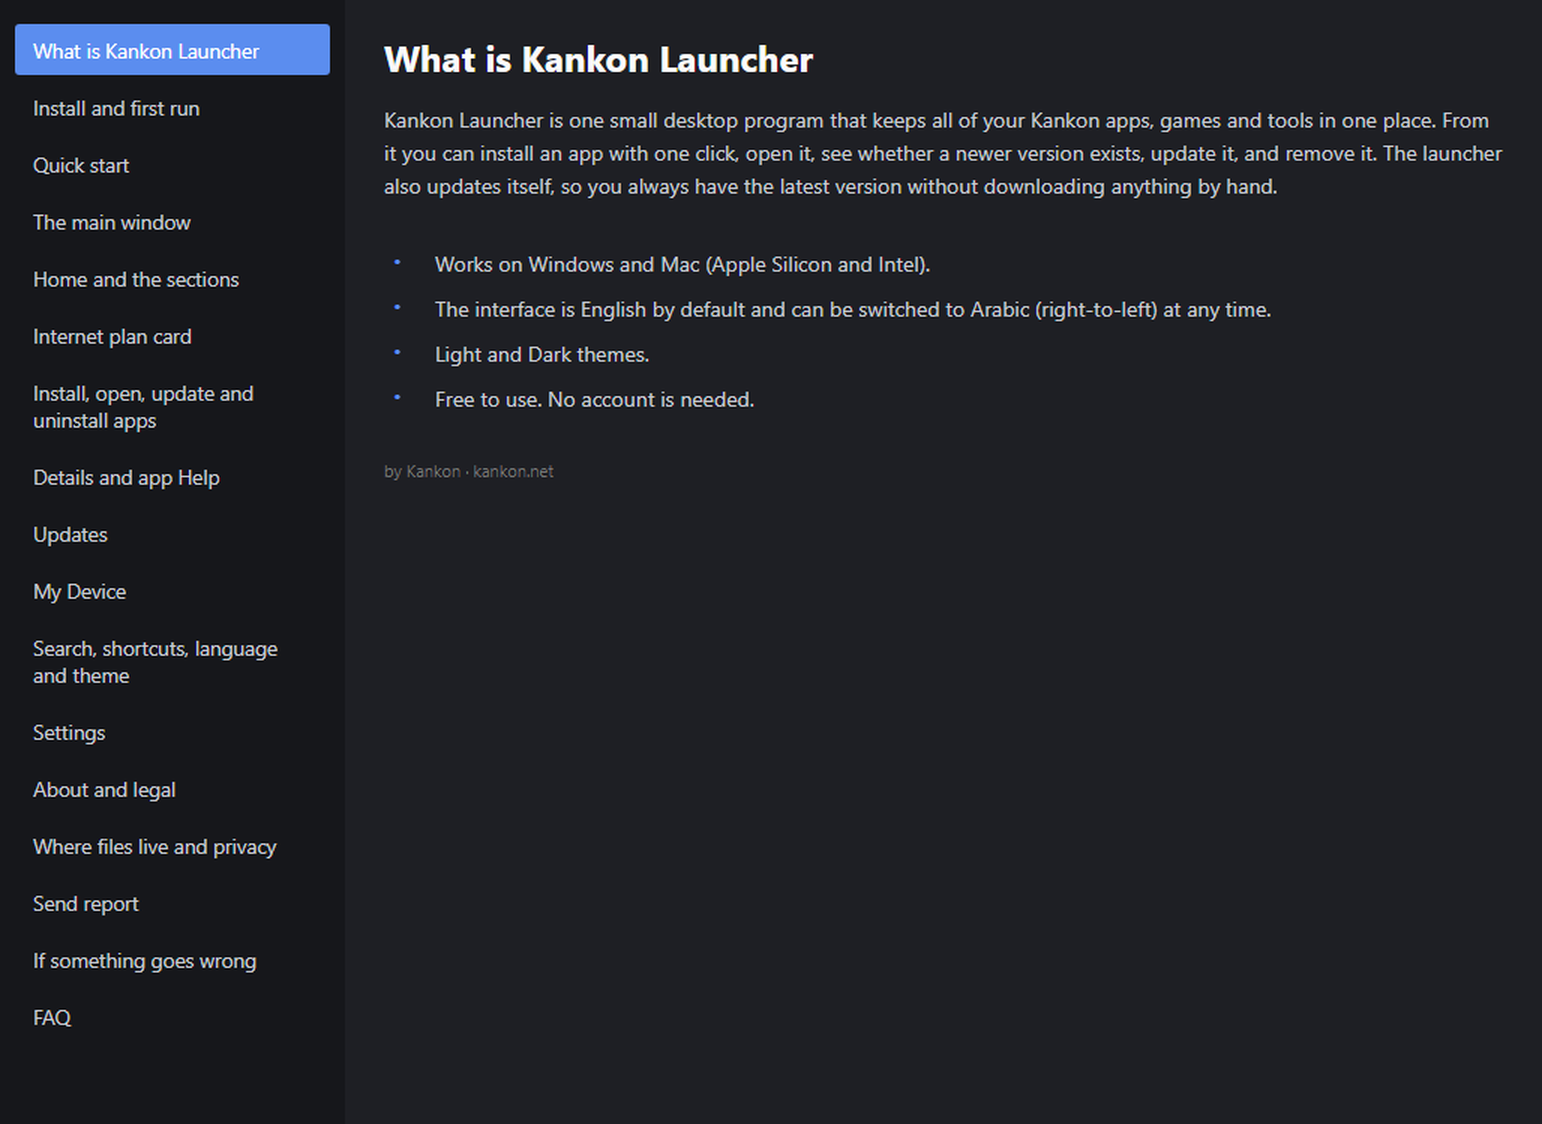 What is Kankon Launcher
Install and first run
Quick start
The main window
Home and the sections
Internet plan card
Install, open, update and
uninstall apps
Details and app Help
Updates
My Device
Search, shortcuts, language
and theme
Settings
About and legal
Where files live and privacy
Send report
If something goes wrong
FAQ
What is Kankon Launcher
Kankon Launcher is one small desktop program that keeps all of your Kankon apps, games and tools in one place. From
it you can install an app with one click, open it, see whether a newer version exists, update it, and remove it. The launcher
also updates itself, so you always have the latest version without downloading anything by hand.
• Works on Windows and Mac (Apple Silicon and Intel).
• The interface is English by default and can be switched to Arabic (right-to-left) at any time.
• Light and Dark themes.
• Free to use. No account is needed.
by Kankon · kankon.net